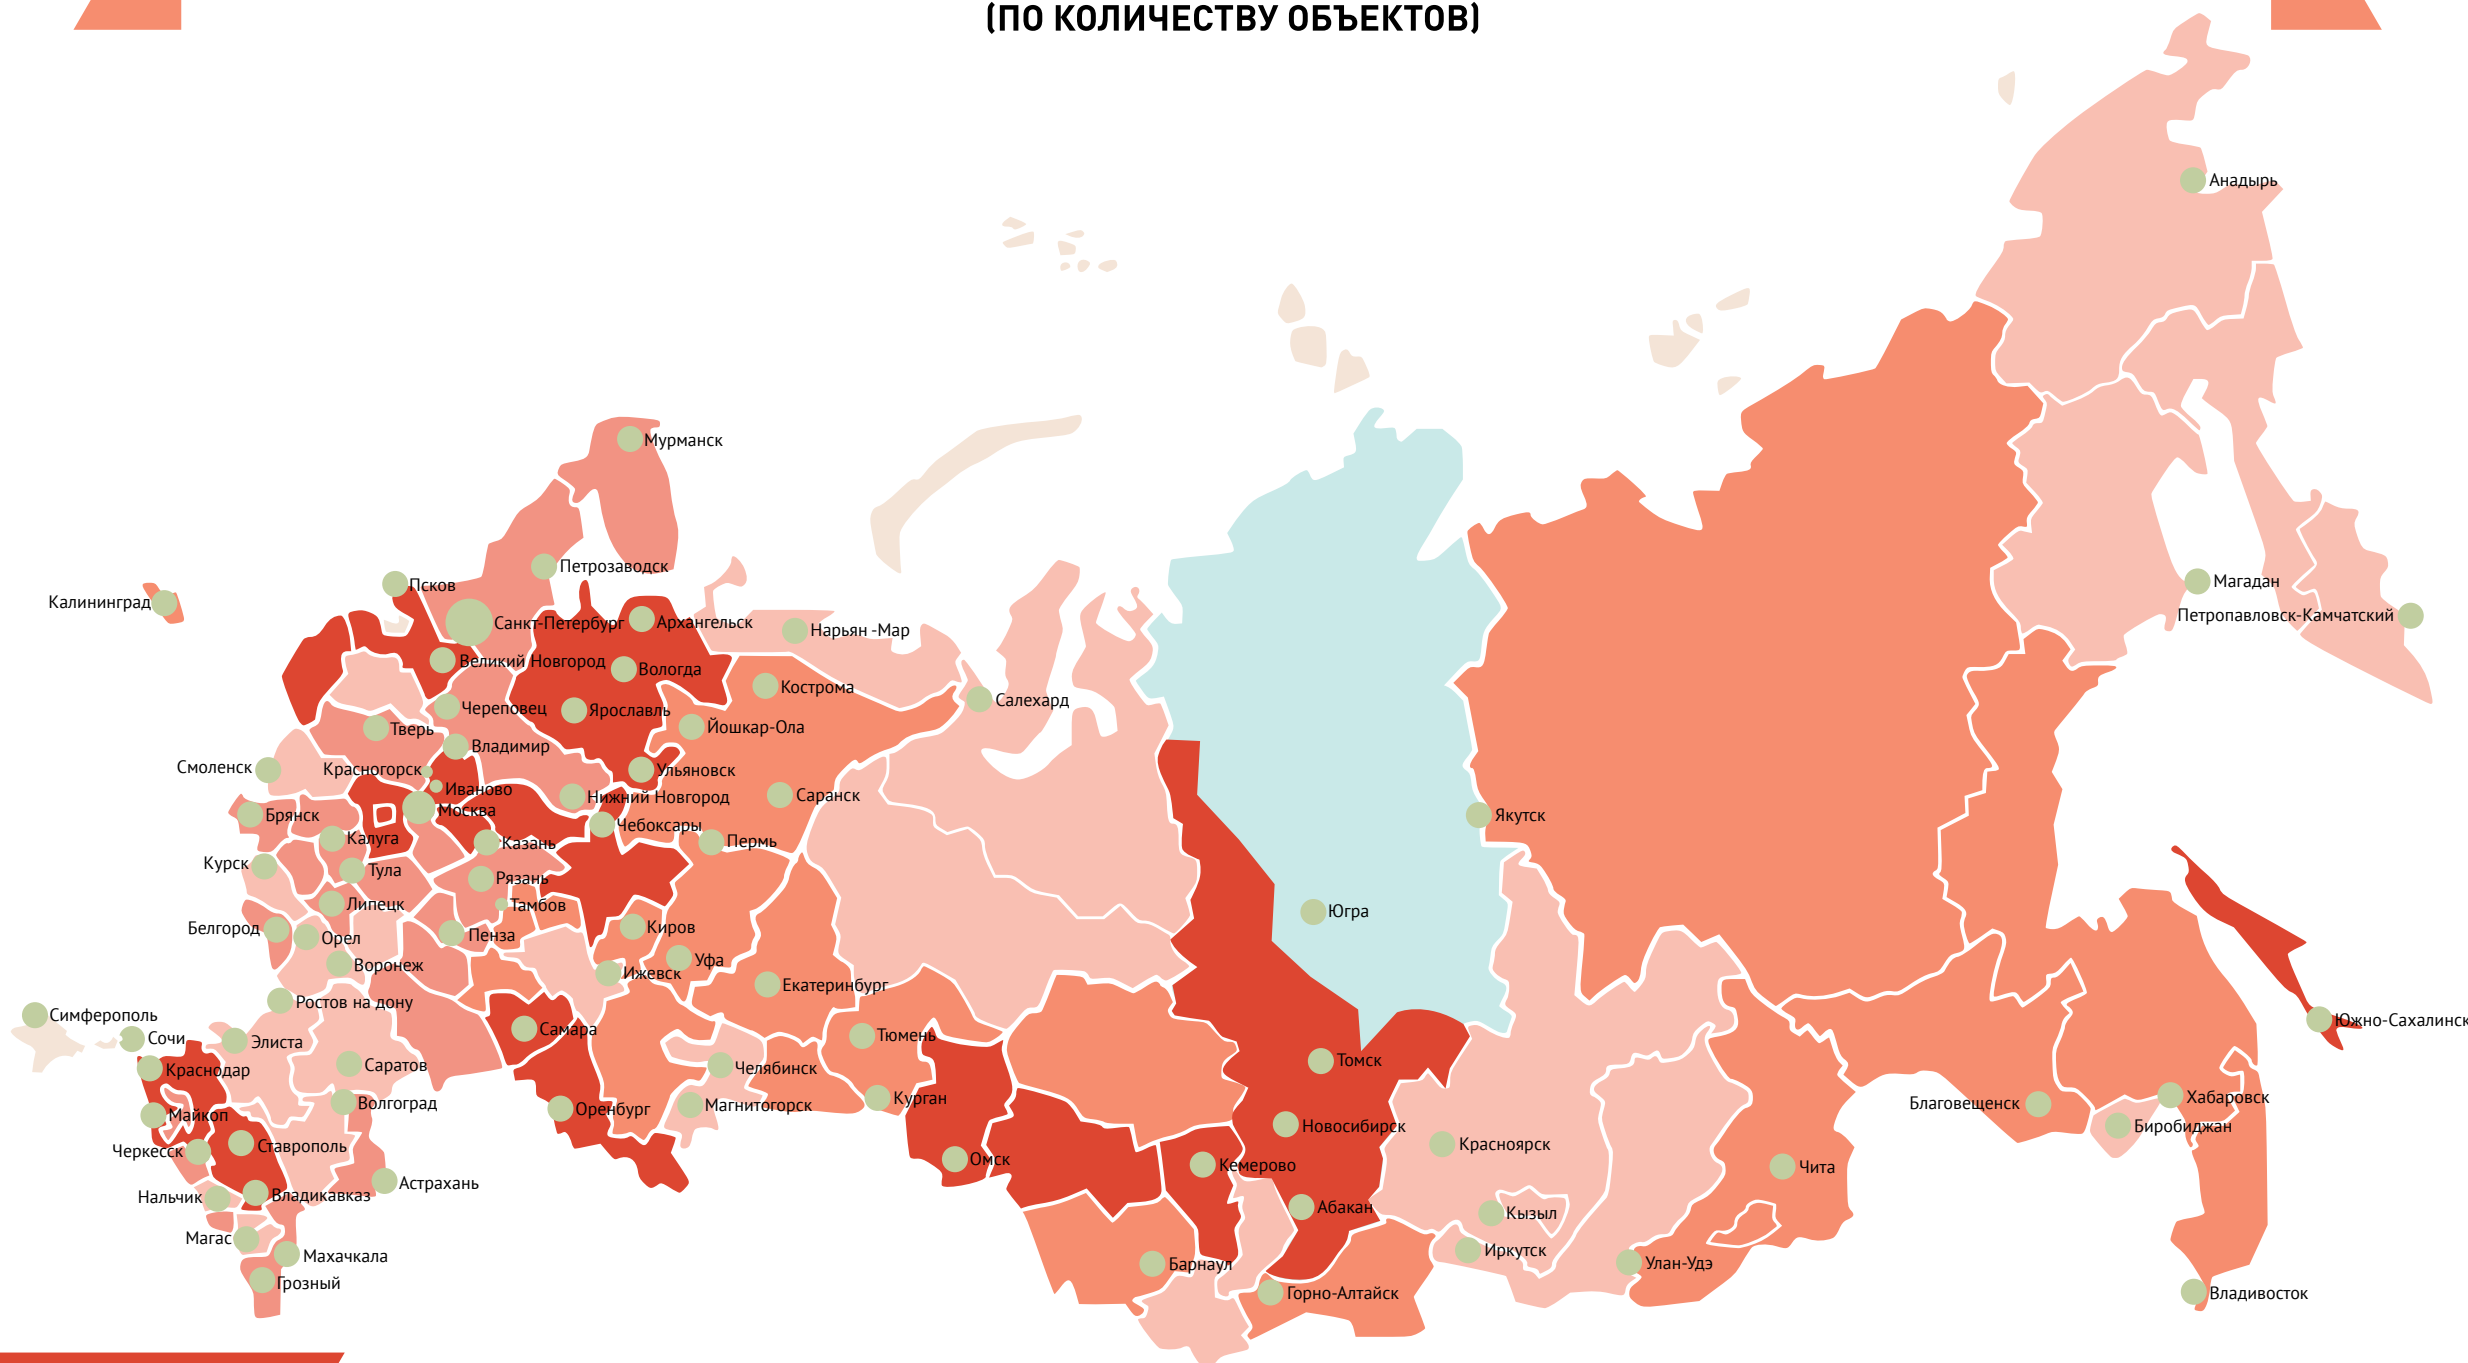 (ПО КОЛИЧЕСТВУ ОБЪЕКТОВ)
Анадырь
Мурманск
Петрозаводск
Псков
Магадан
Калининград
Петропавловск-Камчатский
Санкт-Петербург
Архангельск
Нарьян -Мар
Великий Новгород
Вологда
Кострома
Салехард
Череповец
Ярославль
Йошкар-Ола
Тверь
Владимир
Смоленск
Красногорск
Ульяновск
Иваново
Нижний Новгород
Саранск
Москва
Брянск
Якутск
Чебоксары
Калуга
Казань
Пермь
Курск
Тула
Рязань
Липецк
Тамбов
Югра
Белгород
Орел
Пенза
Киров
Воронеж
Ижевск
Уфа
Екатеринбург
Ростов на дону
Симферополь
Южно-Сахалинск
Сочи
Элиста
Самара
Тюмень
Краснодар
Саратов
Челябинск
Томск
Волгоград
Оренбург
Магнитогорск
Курган
Благовещенск
Хабаровск
Майкоп
Новосибирск
Биробиджан
Черкесск
Ставрополь
Омск
Кемерово
Красноярск
Чита
Нальчик
Владикавказ
Астрахань
Абакан
Кызыл
Магас
Махачкала
Иркутск
Барнаул
Улан-Удэ
Грозный
Горно-Алтайск
Владивосток